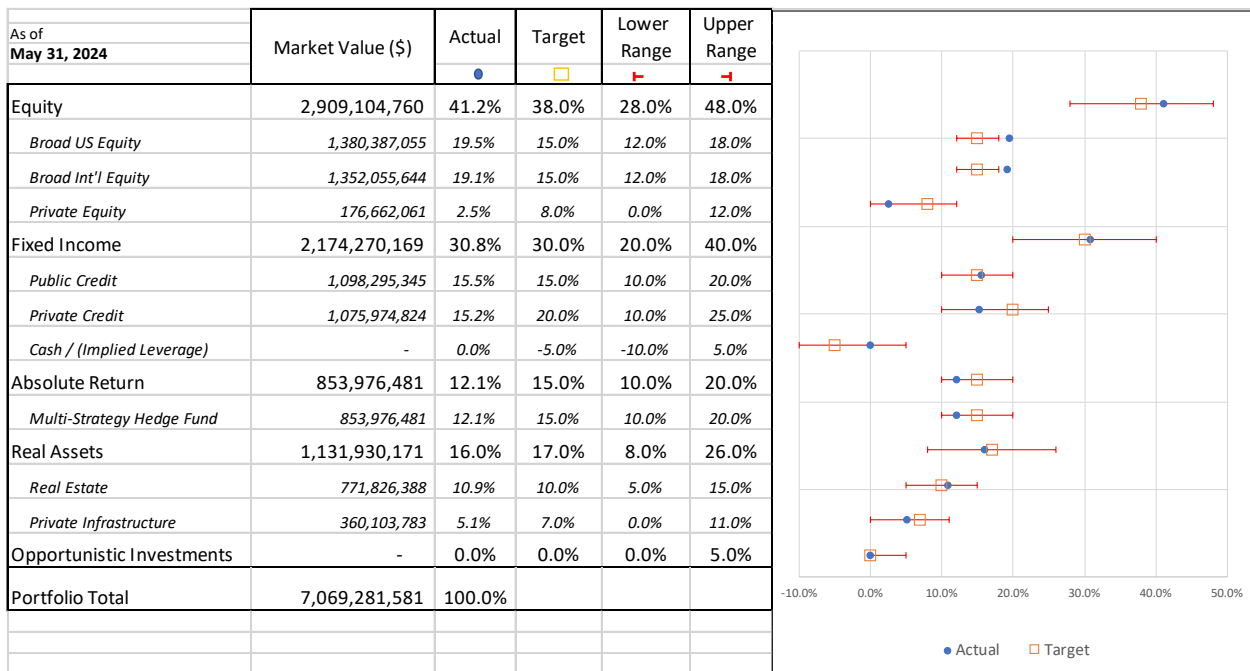 As of
May 31, 2024
Market Value ($) Actual Target Lower Range Upper Range
Equity 2,909,104,760 41.2% 38.0% 28.0% 48.0%
Broad US Equity 1,380,387,055 19.5% 15.0% 12.0% 18.0%
Broad Int'l Equity 1,352,055,644 19.1% 15.0% 12.0% 18.0%
Private Equity 176,662,061 2.5% 8.0% 0.0% 12.0%
Fixed Income 2,174,270,169 30.8% 30.0% 20.0% 40.0%
Public Credit 1,098,295,345 15.5% 15.0% 10.0% 20.0%
Private Credit 1,075,974,824 15.2% 20.0% 10.0% 25.0%
Cash / (Implied Leverage) - 0.0% -5.0% -10.0% 5.0%
Absolute Return 853,976,481 12.1% 15.0% 10.0% 20.0%
Multi-Strategy Hedge Fund 853,976,481 12.1% 15.0% 10.0% 20.0%
Real Assets 1,131,930,171 16.0% 17.0% 8.0% 26.0%
Real Estate 771,826,388 10.9% 10.0% 5.0% 15.0%
Private Infrastructure 360,103,783 5.1% 7.0% 0.0% 11.0%
Opportunistic Investments - 0.0% 0.0% 0.0% 5.0%
Portfolio Total 7,069,281,581 100.0%
-10.0% 0.0% 10.0% 20.0% 30.0% 40.0% 50.0%
Actual Target